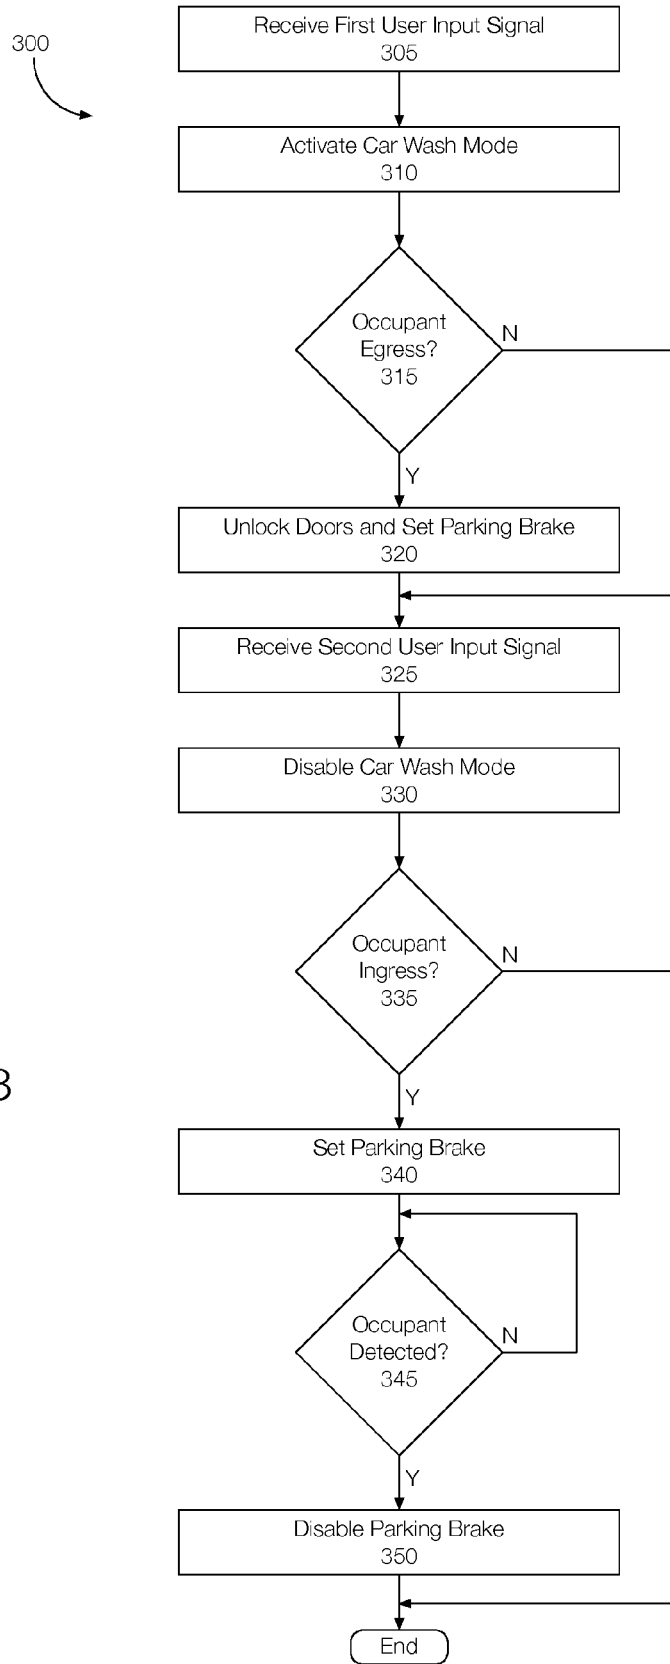 300
Receive First User Input Signal
305
Activate Car Wash Mode
310
Occupant
Egress?
315
N
Y
Unlock Doors and Set Parking Brake
320
Receive Second User Input Signal
325
Disable Car Wash Mode
330
Occupant
Ingress?
335
N
Y
3
Set Parking Brake
340
Occupant
Detected?
345
N
Y
Disable Parking Brake
350
End